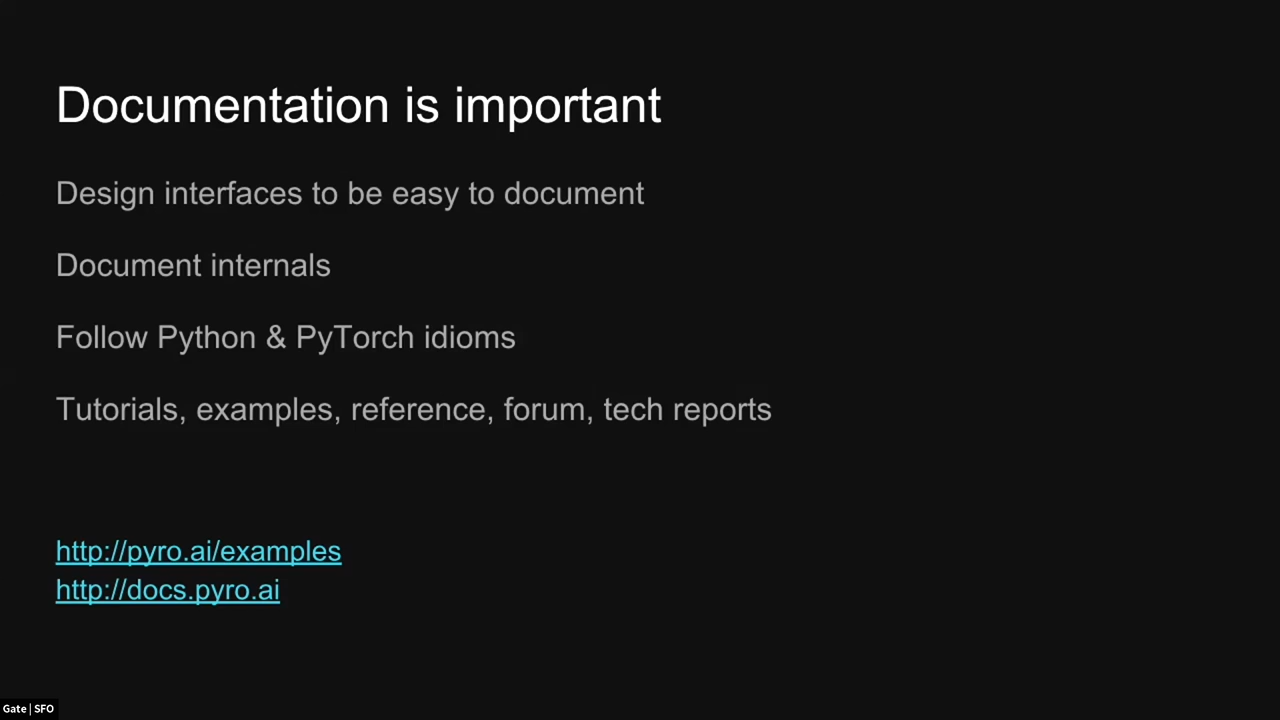 Documentation is important
Design interfaces to be easy to document
Document internals
Follow Python & PyTorch idioms
Tutorials, examples, reference, forum, tech reports
http://pyro.ai/examples
http://docs.pyro.ai
Gate | SFO